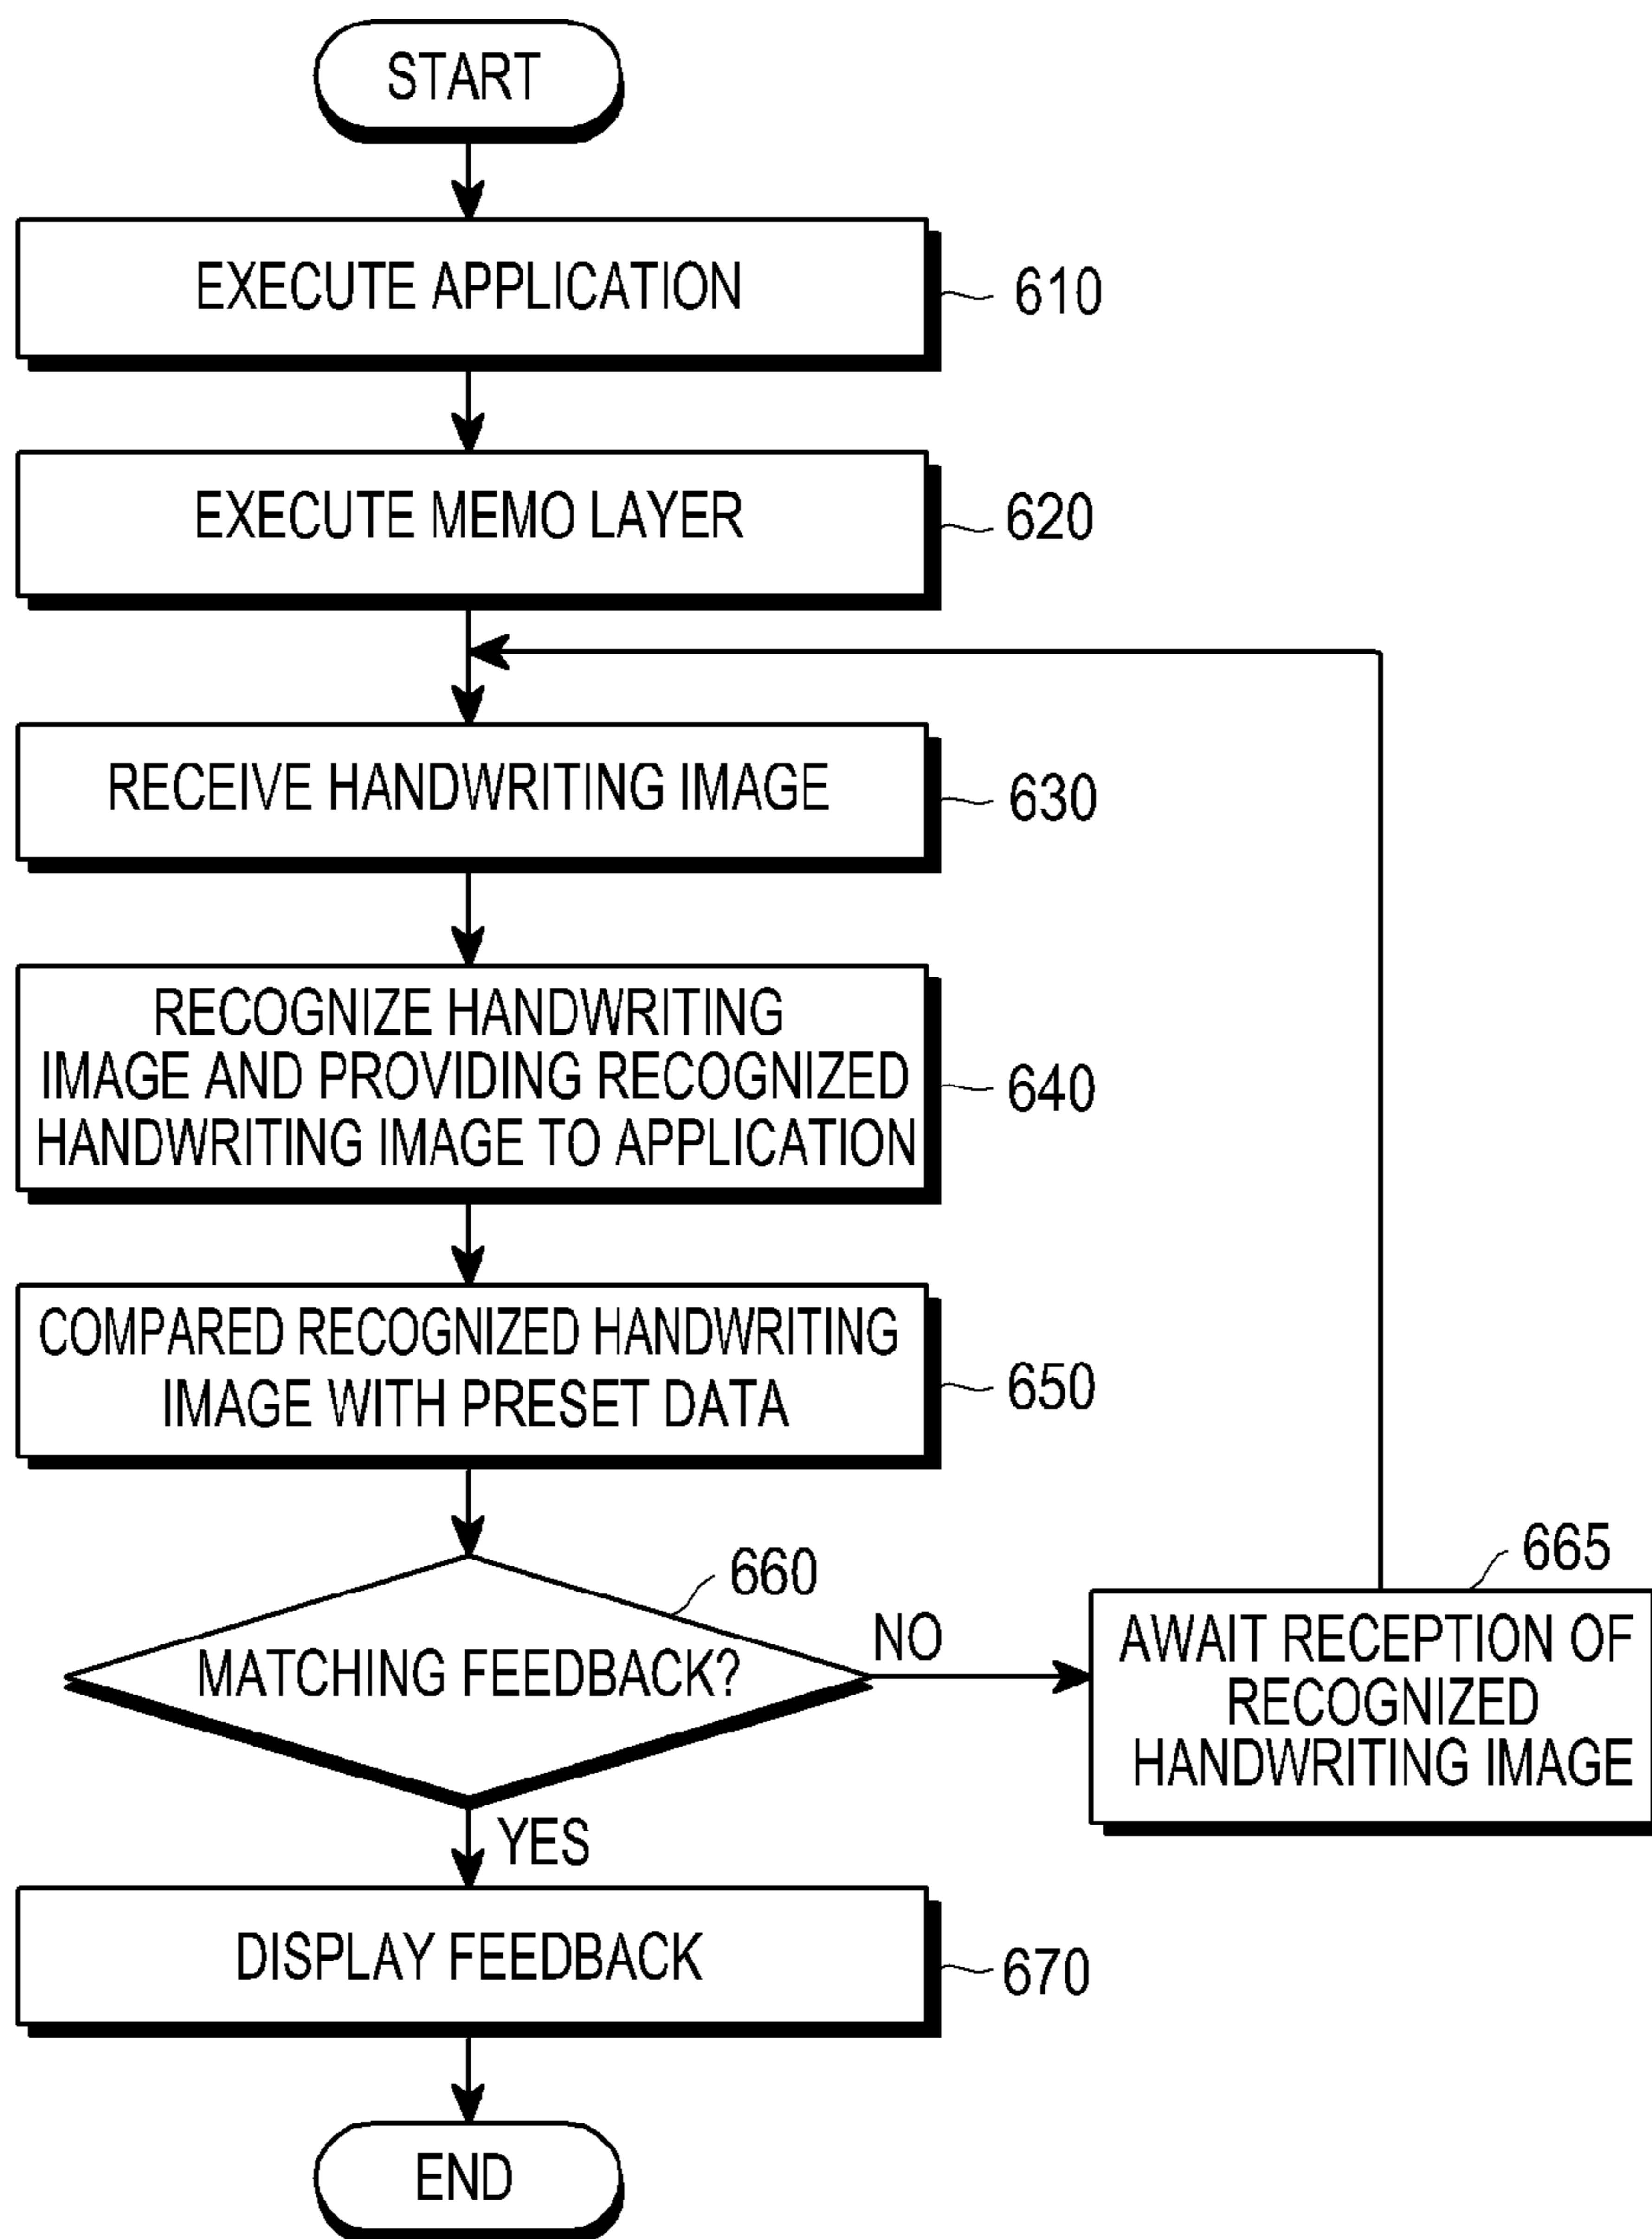 START
EXECUTE APPLICATION
610
EXECUTE MEMO LAYER
620
RECEIVE HANDWRITING IMAGE
630
RECOGNIZE HANDWRITING
IMAGE AND PROVIDING RECOGNIZED
HANDWRITING IMAGE TO APPLICATION
640
COMPARED RECOGNIZED HANDWRITING
IMAGE WITH PRESET DATA
650
660
MATCHING FEEDBACK?
NO
665
AWAIT RECEPTION OF
RECOGNIZED
HANDWRITING IMAGE
YES
DISPLAY FEEDBACK
670
END